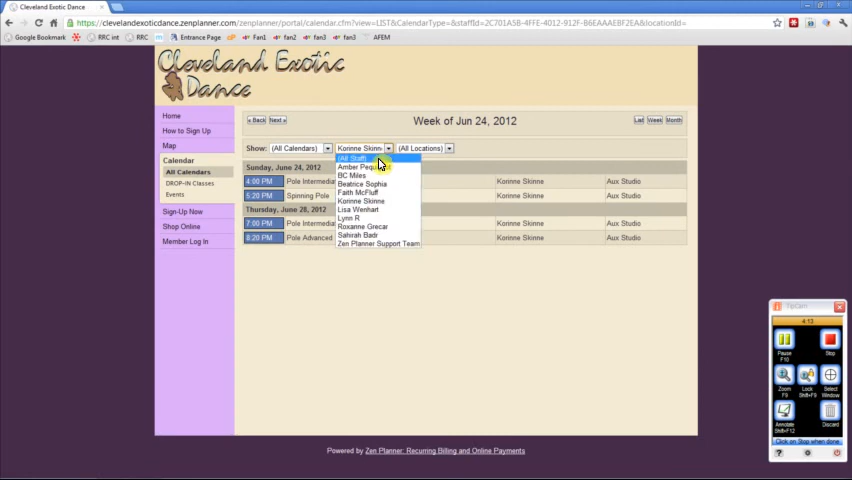 Cleveland Exotic Dance
https://clevelandexoticdance.zenplanner.com/zenplanner/portal/calendar.cfm?view=LIST&CalendarType=&staffId=2C701A5B-4FFE-4012-912F-B6EAAAEBF2EA&locationId=
Google Bookmark RRC int RRC Entrance Page Fan1 fan2 fan3 fan3 AFEM
Cleveland Exotic
Dance
Home
How to Sign Up
Map
Calendar
All Calendars
DROP-IN Classes
Events
Sign-Up Now
Shop Online
Member Log In
« Back Next » Week of Jun 24, 2012 List Week Month
Show: (All Calendars) Korinne Skinn (All Locations)
(All Staff)
Amber
BC Miles
Beatrice Sophia
Faith McFluff
Korinne Skinne
Lisa Wenhart
Lynn R
Roxanne Grecar
Sahirah Badr
Zen Planner Support Team
Sunday, June 24, 2012
4:00 PM Pole Intermedia Korinne Skinne Aux Studio
5:20 PM Spinning Pole Korinne Skinne Aux Studio
Thursday, June 28, 2012
7:00 PM Pole Intermedia Korinne Skinne Aux Studio
8:20 PM Pole Advanced Korinne Skinne Aux Studio
Powered by Zen Planner: Recurring Billing and Online Payments
TipCam
4:13
Pause F10
Stop
Zoom F9
Lock Shift+F9
Select Window
Annotate Shift+F12
Discard
Click on Stop when done